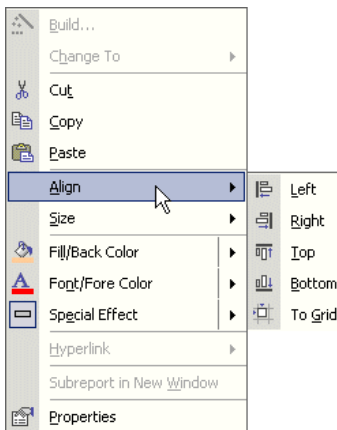 Build...
Change To
Cut
Copy
Paste
Align
Size
Fill/Back Color
Font/Fore Color
Special Effect
Hyperlink
Subreport in New Window
Properties
Left
Right
Top
Bottom
To Grid